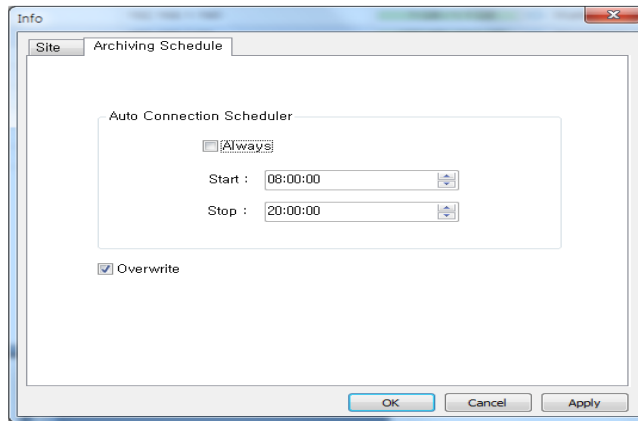 Info
Site Archiving Schedule
Auto Connection Scheduler
Always
Start : 08:00:00
Stop : 20:00:00
Overwrite
OK Cancel Apply